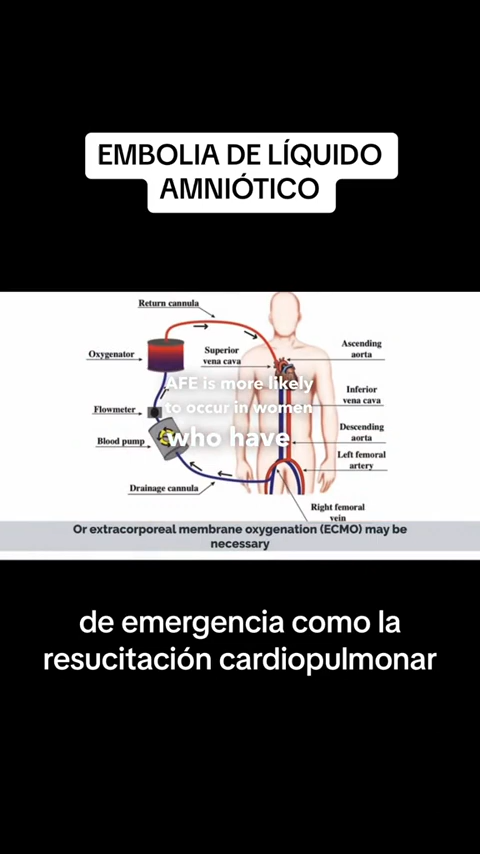 EMBOLIA DE LÍQUIDO
AMNIÓTICO
Return cannula
Oxygenator
Superior
vena cava
Ascending
aorta
AFE is more likely
to occur in women
who have
Inferior
vena cava
Flowmeter
Blood pump
Descending
aorta
Left femoral
artery
Drainage cannula
Right femoral
vein
Or extracorporeal membrane oxygenation (ECMO) may be
necessary
de emergencia como la
resucitación cardiopulmonar